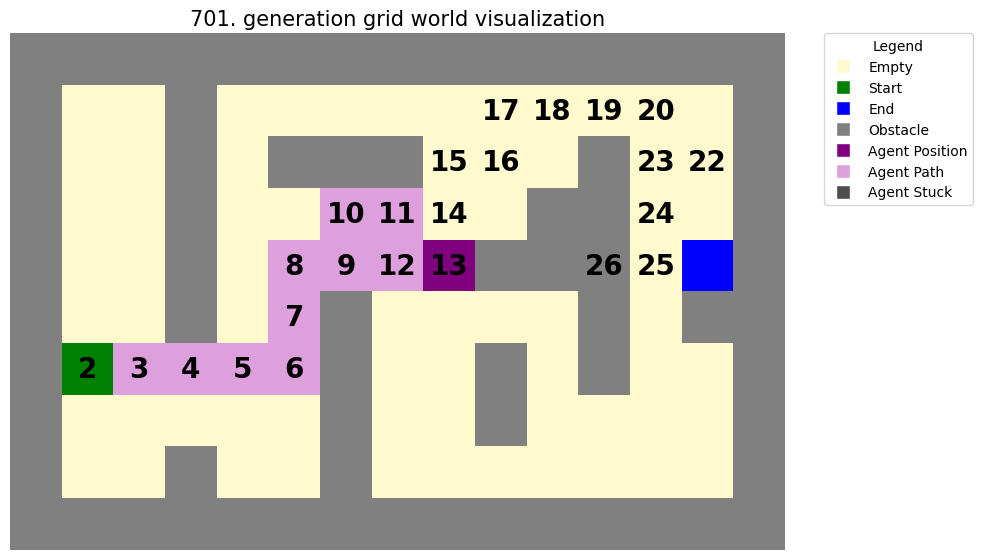 701. generation grid world visualization
17 18 19 20
15 16 23 22
10 11 14 24
8 9 12 13 26 25
7
2 3 4 5 6
Legend
Empty
Start
End
Obstacle
Agent Position
Agent Path
Agent Stuck